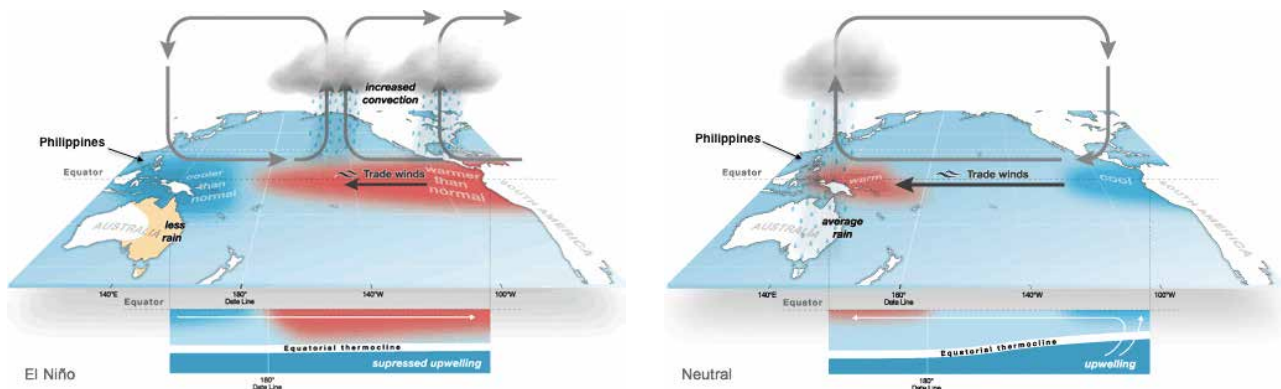 increased
convection
Philippines
Equator
cooler
than
normal
Trade winds
warmer
than
normal
SOUTH AMERICA
AUSTRALIA
less
rain
140°E
180°
Date Line
140°W
100°W
Equator
Equatorial thermocline
supressed upwelling
180°
Date Line
El Niño
Philippines
Equator
warm
Trade winds
cool
SOUTH AMERICA
AUSTRALIA
average
rain
140°E
180°
Date Line
140°W
100°W
Equator
Equatorial thermocline
upwelling
180°
Date Line
Neutral